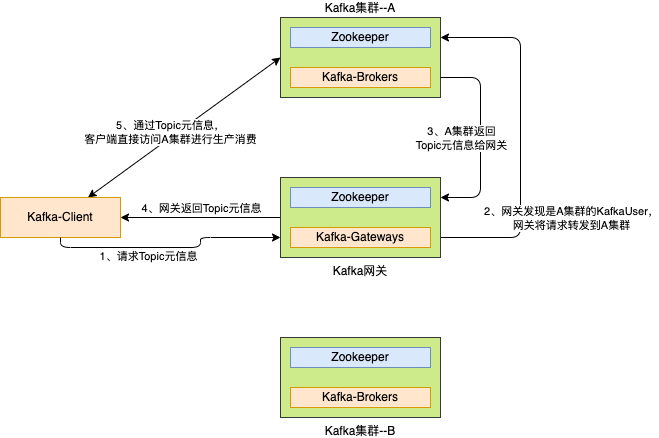 Kafka集群--A
Zookeeper
Kafka-Brokers
5、通过Topic元信息，
客户端直接访问A集群进行生产消费
3、A集群返回
Topic元信息给网关
Zookeeper
4、网关返回Topic元信息
Kafka-Client
2、网关发现是A集群的KafkaUser，
网关将请求转发到A集群
Kafka-Gateways
1、请求Topic元信息
Kafka网关
Zookeeper
Kafka-Brokers
Kafka集群--B